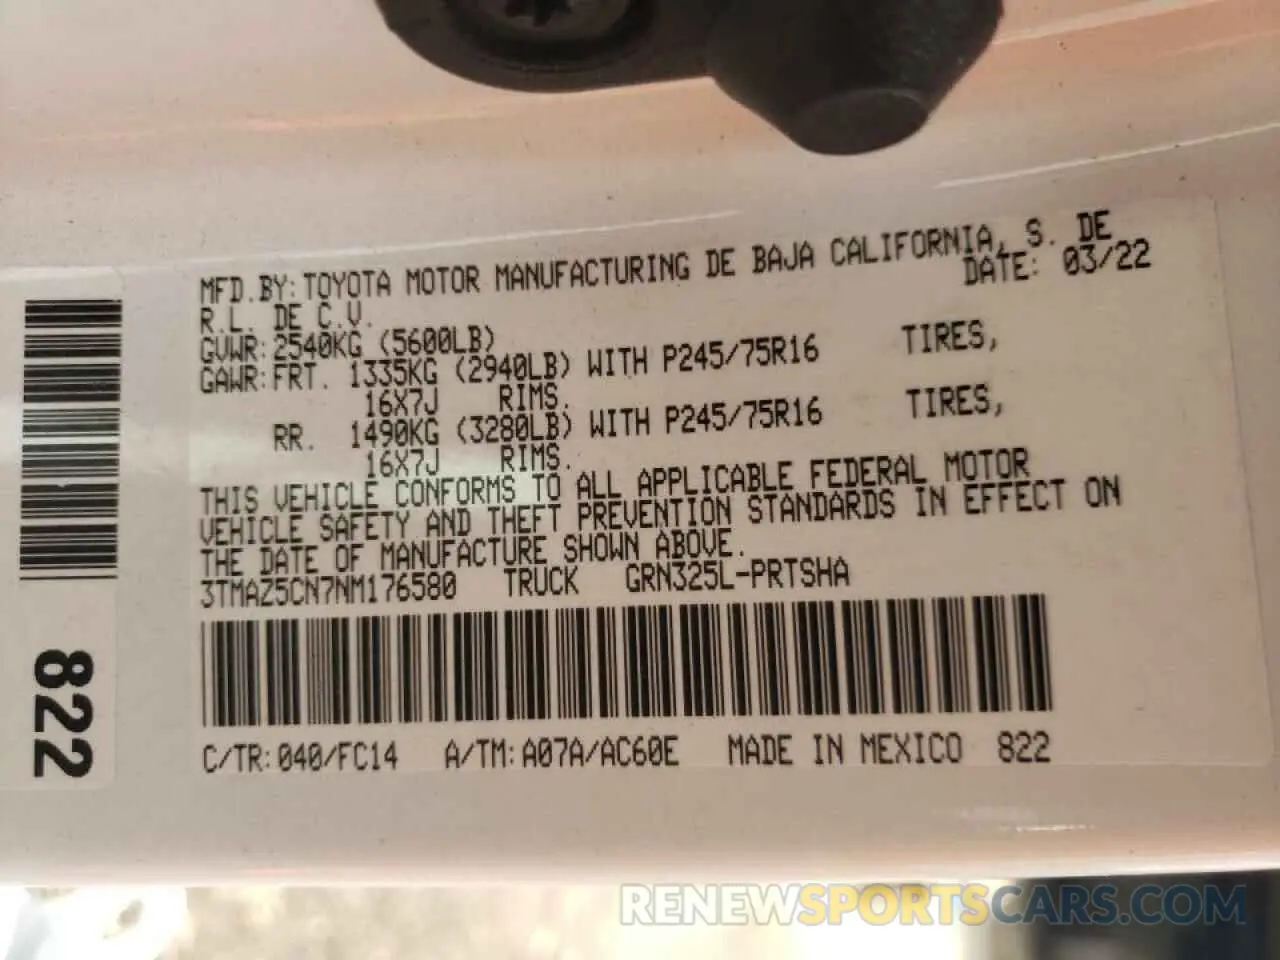 MFD.BY:TOYOTA MOTOR MANUFACTURING DE BAJA CALIFORNIA, S. DE
R.L. DE C.V. DATE: 03/22
GVWR:2540KG (5600LB)
GAWR:FRT. 1335KG (2940LB) WITH P245/75R16 TIRES,
16X7J RIMS.
RR. 1490KG (3280LB) WITH P245/75R16 TIRES,
16X7J RIMS.
THIS VEHICLE CONFORMS TO ALL APPLICABLE FEDERAL MOTOR
VEHICLE SAFETY AND THEFT PREVENTION STANDARDS IN EFFECT ON
THE DATE OF MANUFACTURE SHOWN ABOVE.
3TMAZ5CN7NM176580 TRUCK GRN325L-PRTSHA
C/TR:040/FC14 A/TM:A07A/AC60E MADE IN MEXICO 822
822
RENEWSPORTSCARS.COM